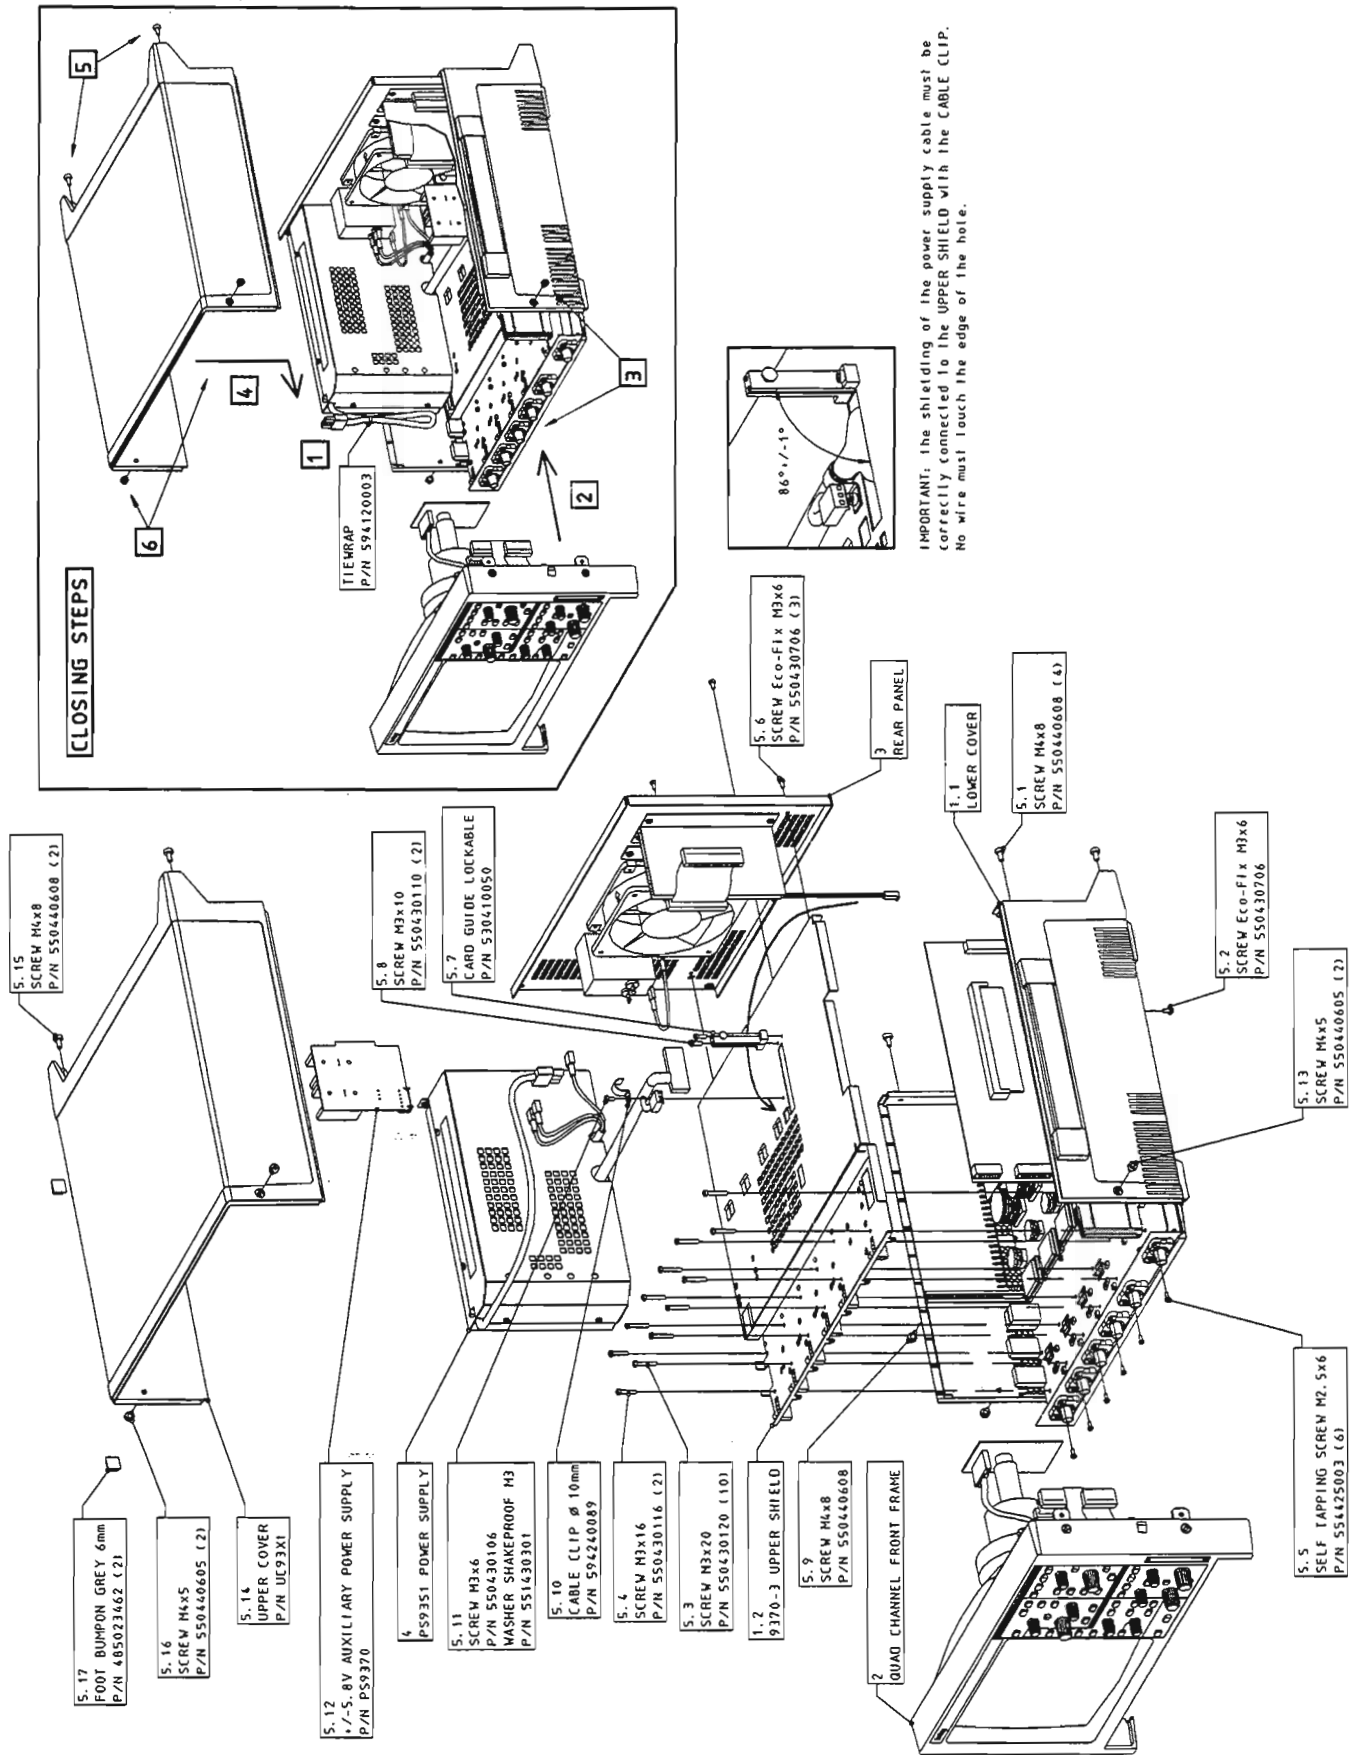 CLOSING STEPS
5
6
4
1
2
3
TIEWRAP
P/N 594120003
86°+/-1°
IMPORTANT: the shielding of the power supply cable must be
correctly connected to the UPPER SHIELD with the CABLE CLIP.
No wire must touch the edge of the hole.
5.15
SCREW M4x8
P/N 550440608 (2)
5.8
SCREW M3x10
P/N 550430110 (2)
5.7
CARD GUIDE LOCKABLE
P/N 530410050
5.6
SCREW Eco-Fix M3x6
P/N 550430706 (3)
3
REAR PANEL
1.1
LOWER COVER
5.1
SCREW M4x8
P/N 550440608 (4)
5.2
SCREW Eco-Fix M3x6
P/N 550430706
5.13
SCREW M4x5
P/N 550440605 (2)
5.17
FOOT BUMPON GREY 6mm
P/N 485023462 (2)
5.16
SCREW M4x5
P/N 550440605 (2)
5.14
UPPER COVER
P/N UC93X1
5.12
+/-5.8V AUXILIARY POWER SUPPLY
P/N PS9370
4
PS9351 POWER SUPPLY
5.11
SCREW M3x6
P/N 550430106
WASHER SHAKEPROOF M3
P/N 551430301
5.10
CABLE CLIP Ø 10mm
P/N 594240089
5.4
SCREW M3x16
P/N 550430116 (2)
5.3
SCREW M3x20
P/N 550430120 (10)
1.2
9370-3 UPPER SHIELD
5.9
SCREW M4x8
P/N 550440608
2
QUAD CHANNEL FRONT FRAME
5.5
SELF TAPPING SCREW M2.5x6
P/N 554425003 (6)